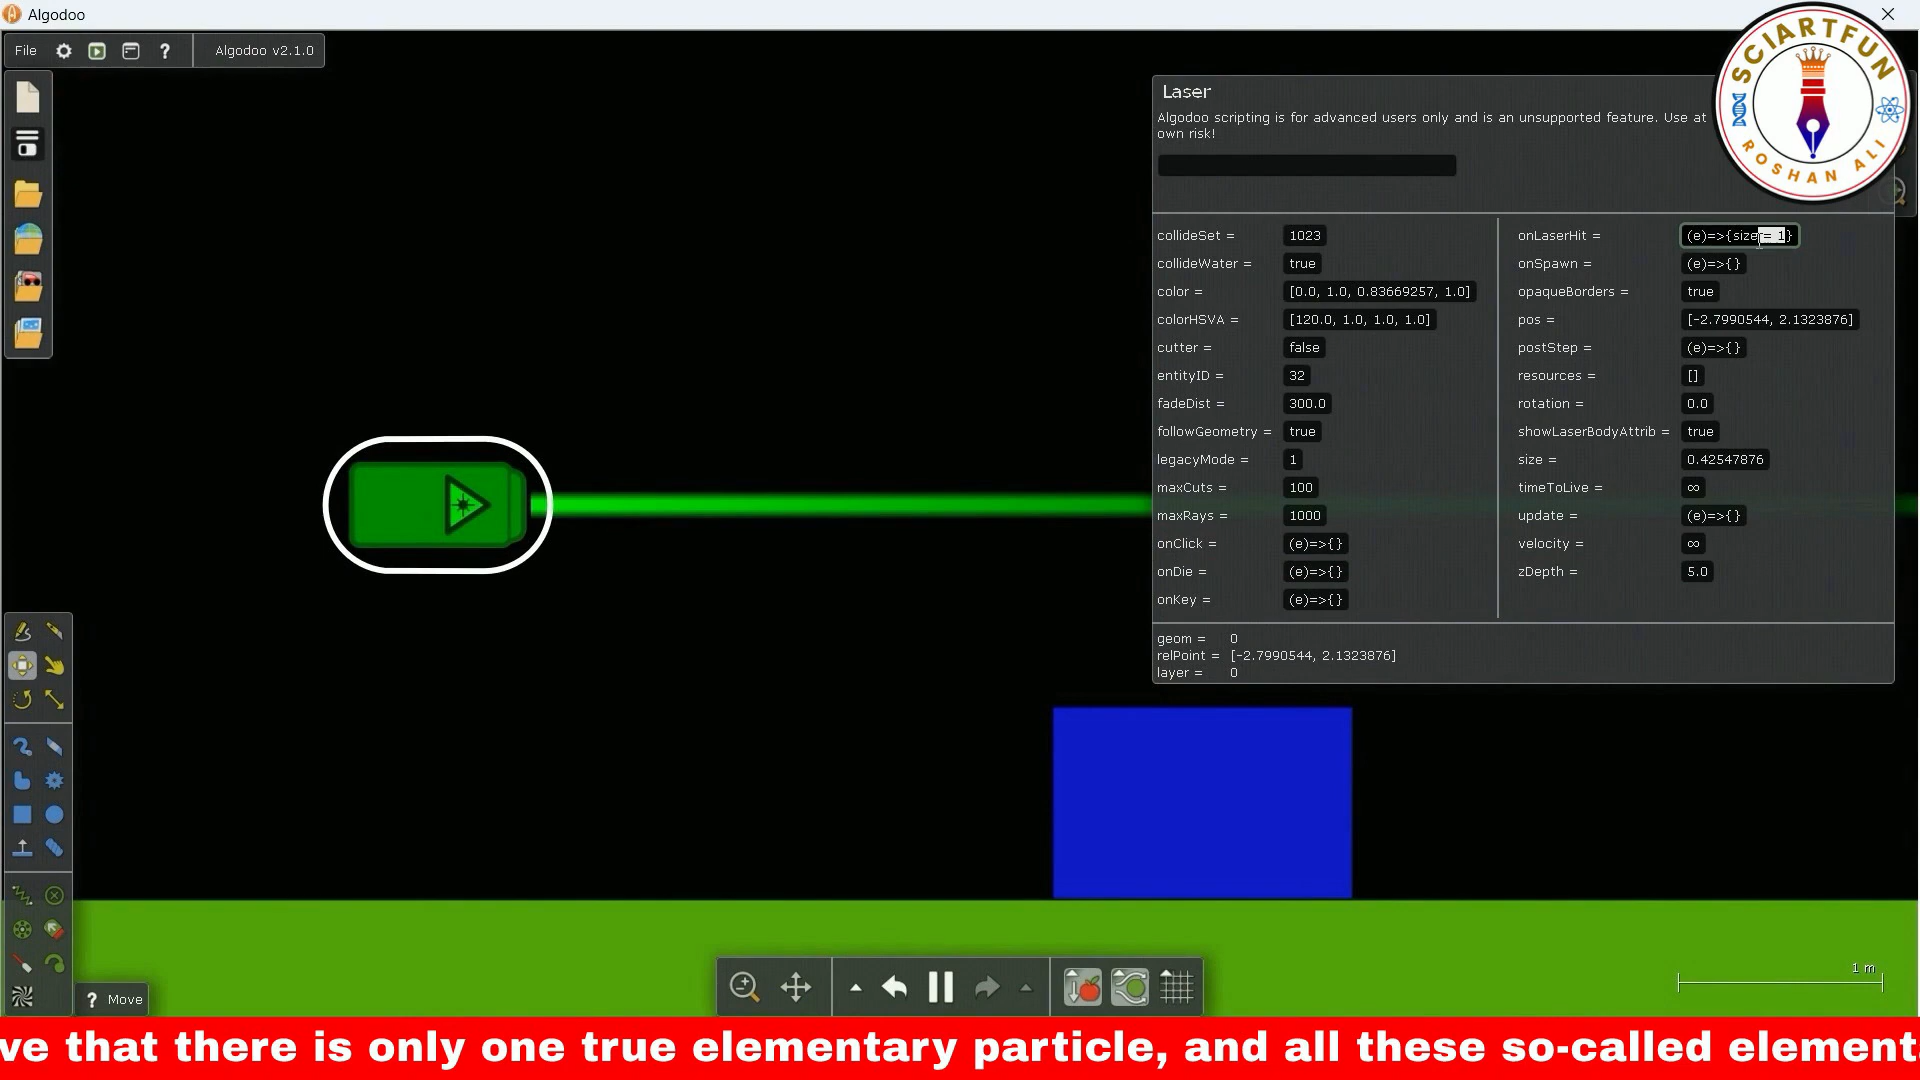 Algodoo
File
?
Algodoo v2.1.0
SCIARTFUN
ROSHAN ALI
Laser
Algodoo scripting is for advanced users only and is an unsupported feature. Use at
own risk!
collideSet = 1023
collideWater = true
color = [0.0, 1.0, 0.83669257, 1.0]
colorHSVA = [120.0, 1.0, 1.0, 1.0]
cutter = false
entityID = 32
fadeDist = 300.0
followGeometry = true
legacyMode = 1
maxCuts = 100
maxRays = 1000
onClick = (e)=>{}
onDie = (e)=>{}
onKey = (e)=>{}
onLaserHit = (e)=>{size = 1}
onSpawn = (e)=>{}
opaqueBorders = true
pos = [-2.7990544, 2.1323876]
postStep = (e)=>{}
resources = []
rotation = 0.0
showLaserBodyAttrib = true
size = 0.42547876
timeToLive = ∞
update = (e)=>{}
velocity = ∞
zDepth = 5.0
geom = 0
relPoint = [-2.7990544, 2.1323876]
layer = 0
1 m
? Move
ve that there is only one true elementary particle, and all these so-called element